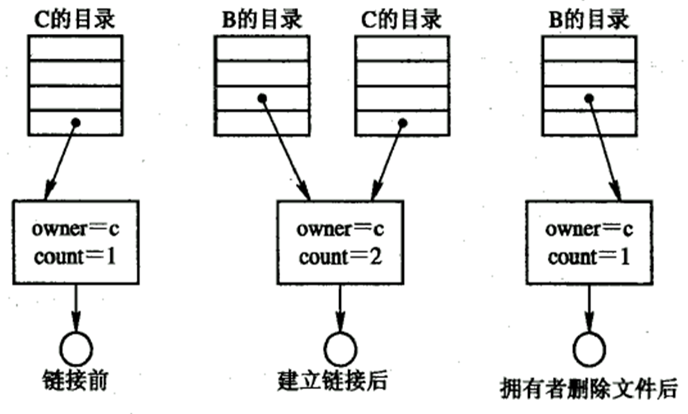 C的目录
B的目录
C的目录
B的目录
owner=c
count=1
owner=c
count=2
owner=c
count=1
链接前
建立链接后
拥有者删除文件后